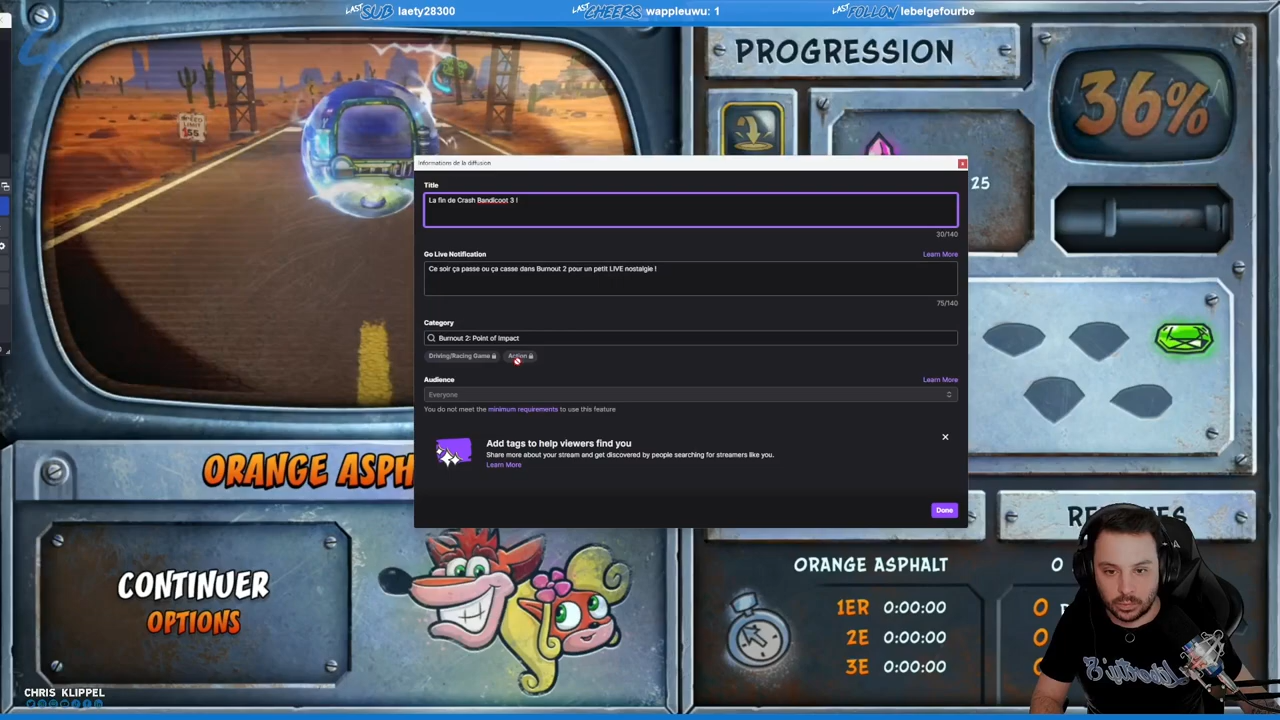 LAST SUB laety28300
LAST CHEERS wappleuwu: 1
LAST FOLLOW lebelgefourbe
PROGRESSION
36%
SPEED
LIMIT
55
25
Informations de la diffusion
Title
La fin de Crash Bandicoot 3 !
30/140
Go Live Notification
Learn More
Ce soir ça passe ou ça casse dans Burnout 2 pour un petit LIVE nostalgie !
75/140
Category
Burnout 2: Point of Impact
Driving/Racing Game
Action
Audience
Learn More
Everyone
You do not meet the minimum requirements to use this feature
Add tags to help viewers find you
Share more about your stream and get discovered by people searching for streamers like you.
Learn More
Done
ORANGE ASPH
CONTINUER
OPTIONS
ORANGE ASPHALT
1ER 0:00:00
2E 0:00:00
3E 0:00:00
0
0
0
0
CHRIS KLIPPEL